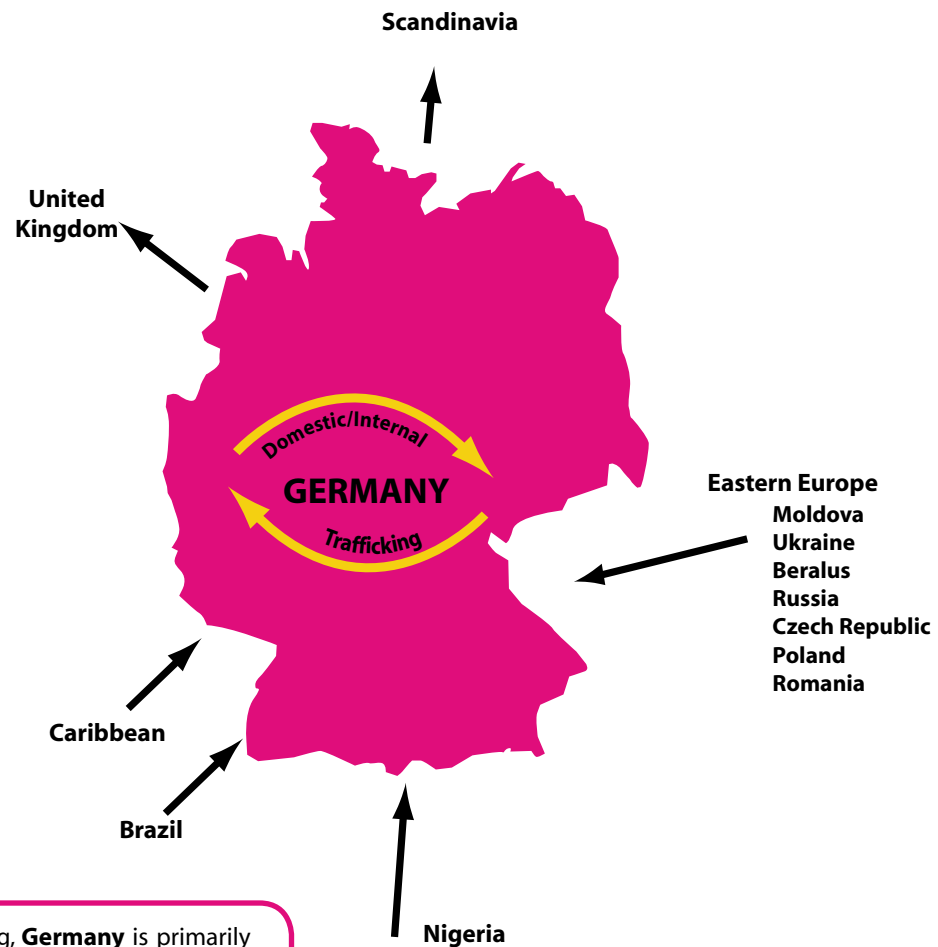 Scandinavia
United
Kingdom
Domestic/Internal
GERMANY
Trafficking
Eastern Europe
Moldova
Ukraine
Beralus
Russia
Czech Republic
Poland
Romania
Caribbean
Brazil
Nigeria
g, Germany is primarily